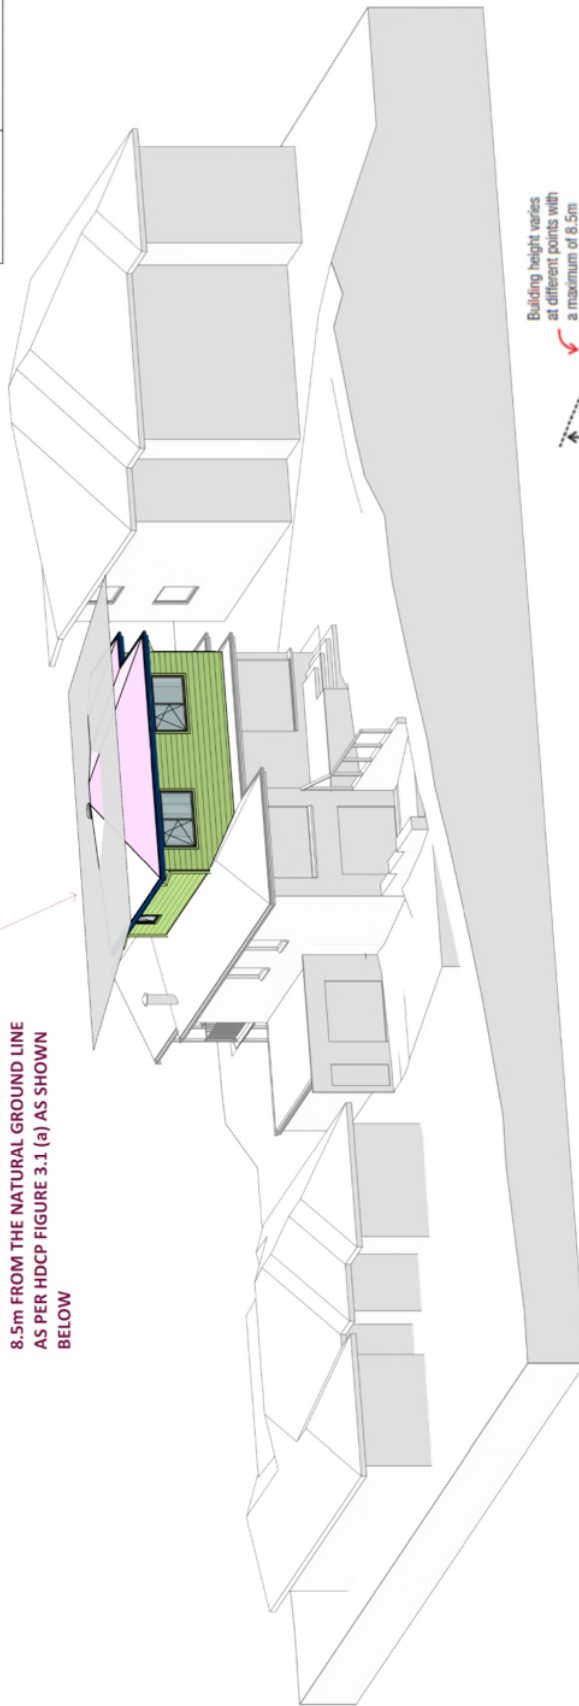 8.5m FROM THE NATURAL GROUND LINE
AS PER HDCP FIGURE 3.1 (a) AS SHOWN
BELOW
Building height varies
at different points with
a maximum of 8.5m